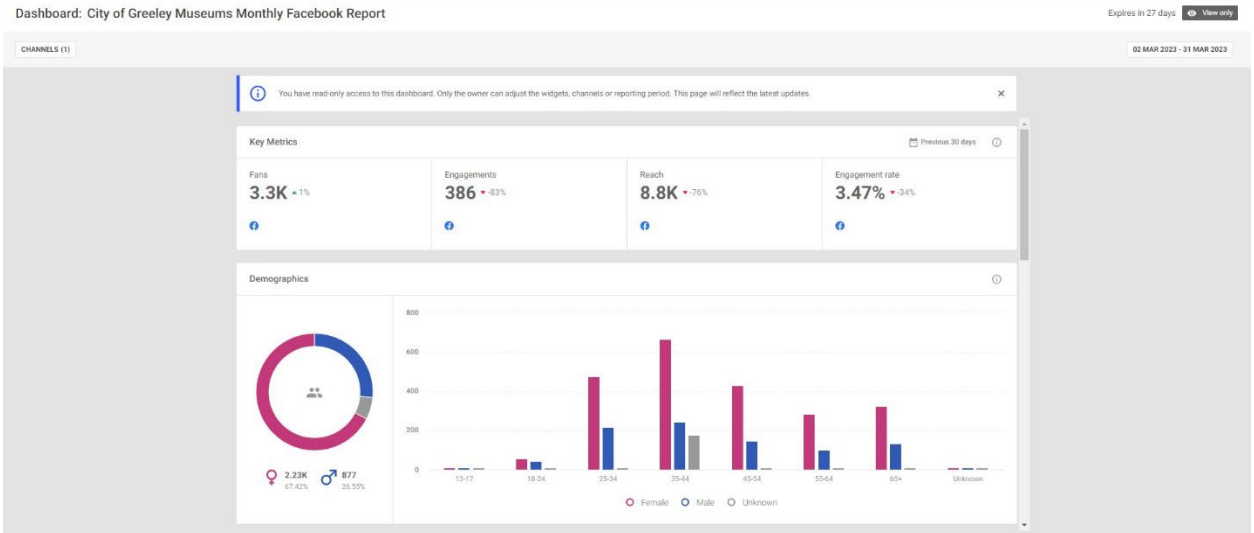 Dashboard: City of Greeley Museums Monthly Facebook Report
Expires in 27 days
View only
CHANNELS (1)
02 MAR 2023 - 31 MAR 2023
You have read-only access to this dashboard. Only the owner can adjust the widgets, channels or reporting period. This page will reflect the latest updates.
Key Metrics
Previous 30 days
Fans
3.3K 1%
Engagements
386 -83%
Reach
8.8K -76%
Engagement rate
3.47% -34%
Demographics
2.23K
67.42%
877
26.55%
800
600
400
200
0
13-17 18-24 25-34 35-44 45-54 55-64 65+ Unknown
Female Male Unknown